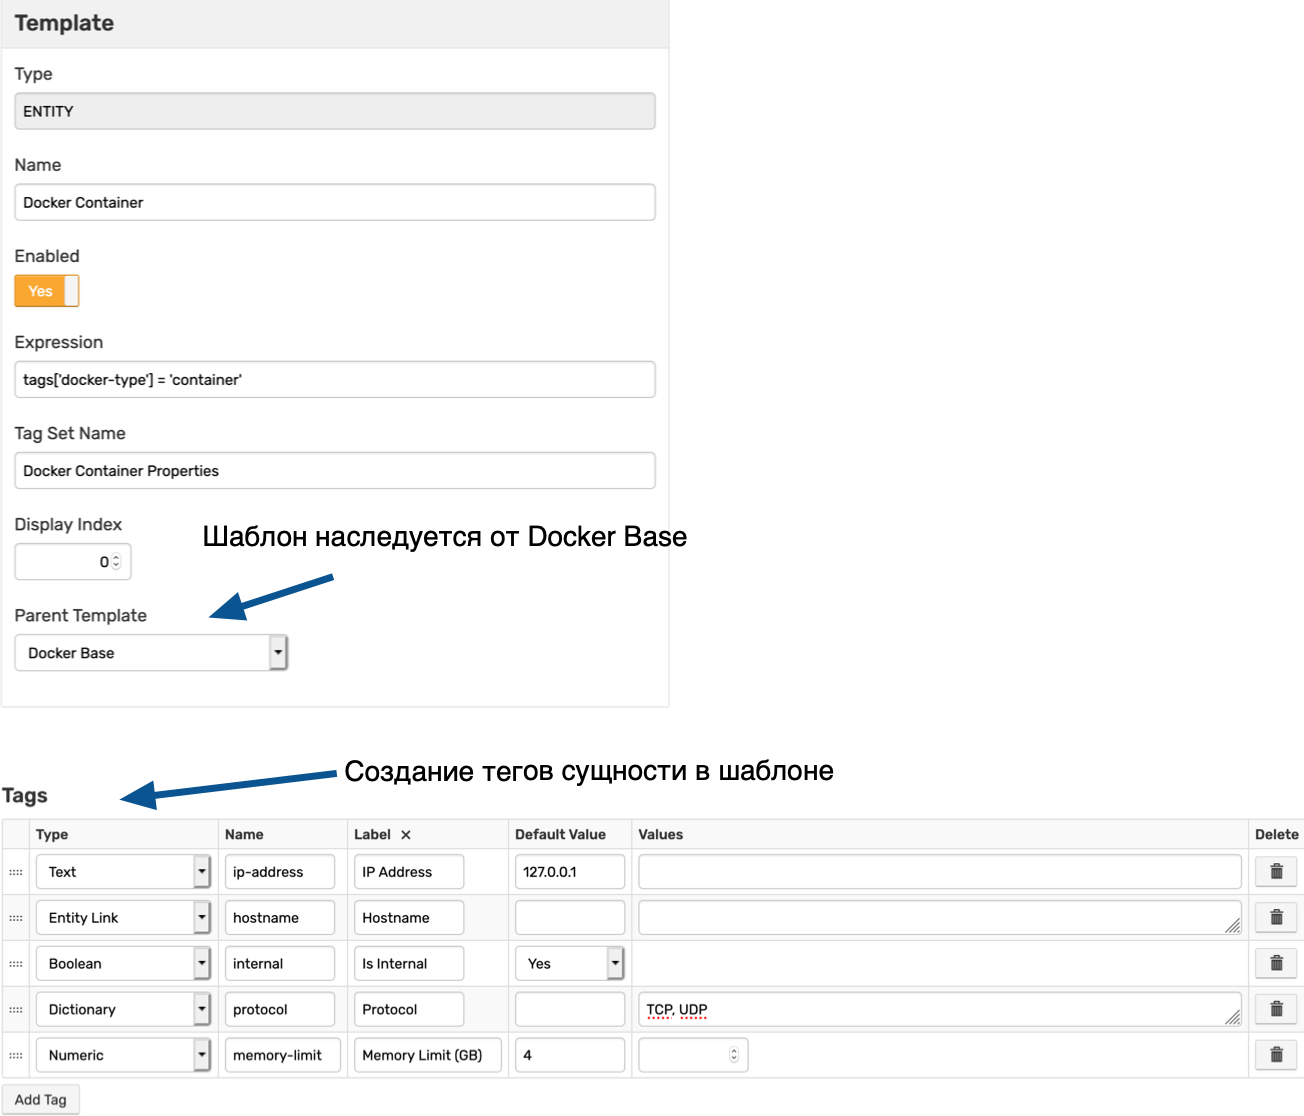 Template
Type
ENTITY
Name
Docker Container
Enabled
Yes
Expression
tags['docker-type'] = 'container'
Tag Set Name
Docker Container Properties
Display Index
0
Шаблон наследуется от Docker Base
Parent Template
Docker Base
Создание тегов сущности в шаблоне
Tags
Type Name Label × Default Value Values Delete
Text ip-address IP Address 127.0.0.1
Entity Link hostname Hostname
Boolean internal Is Internal Yes
Dictionary protocol Protocol TCP, UDP
Numeric memory-limit Memory Limit (GB) 4
Add Tag